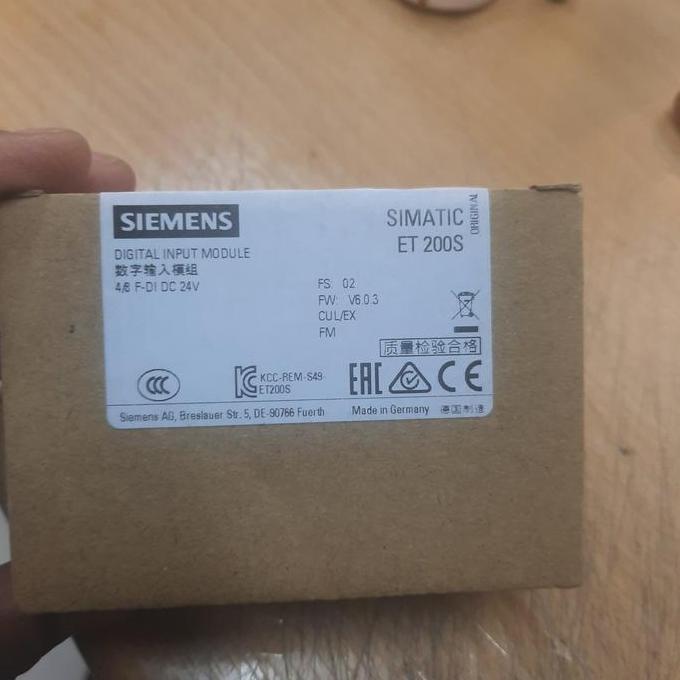 SIEMENS
SIMATIC
ET 200S
ORIGINAL
DIGITAL INPUT MODULE
数字输入模组
4/8 F-DI DC 24V
FS: 02
FW: V6.0.3
CUL/EX
FM
质量检验合格
CCC
KCC-REM-S49-
ET200S
EAC
CE
Siemens AG, Breslauer Str. 5, DE-90766 Fuerth
Made in Germany 德国制造